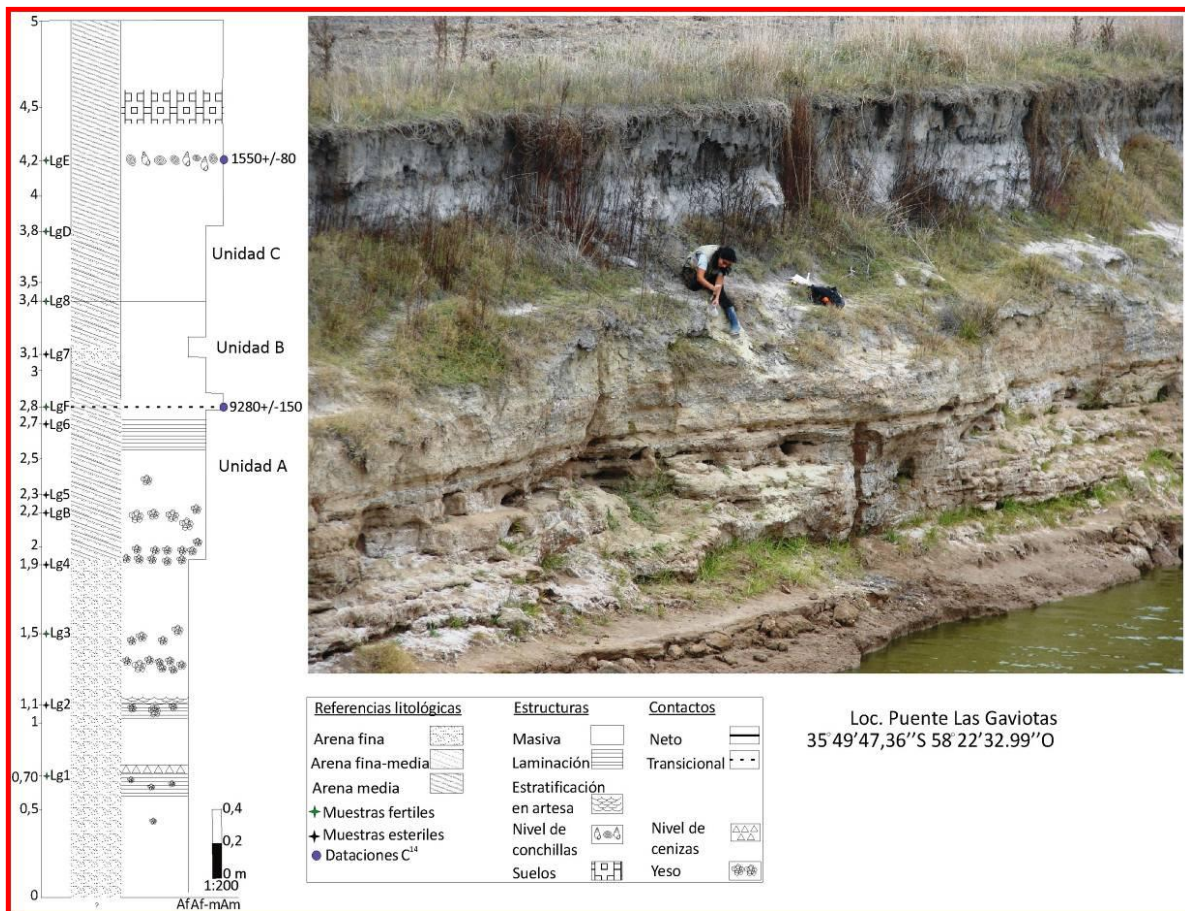 5
4,5
4,2 +LgE
1550+/-80
4
3,8 +LgD
Unidad C
3,5
3,4 +Lg8
Unidad B
3,1 +Lg7
3
2,8 +LgF
9280+/-150
2,7 +Lg6
Unidad A
2,5
2,3 +Lg5
2,2 +LgB
2
1,9 +Lg4
1,5 +Lg3
1,1 +Lg2
1
0,70 +Lg1
0,5
0
?
Af Af-m Am
0,4
0,2
0 m
1:200
Referencias litológicas
Arena fina
Arena fina-media
Arena media
Muestras fertiles
Muestras esteriles
Dataciones C14
Estructuras
Masiva
Laminación
Estratificación
en artesa
Nivel de
conchillas
Suelos
Contactos
Neto
Transicional
Nivel de
cenizas
Yeso
Loc. Puente Las Gaviotas
35°49'47,36''S 58°22'32.99''O